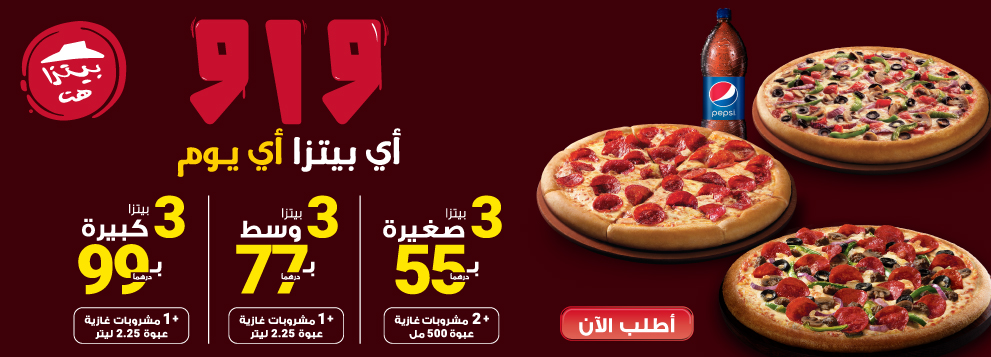 بيتزا
هت
واو
أي بيتزا أي يوم
3 بيتزا صغيرة
بـ 55 درهما
+2 مشروبات غازية
عبوة 500 مل
3 بيتزا وسط
بـ 77 درهما
+1 مشروبات غازية
عبوة 2.25 ليتر
3 بيتزا كبيرة
بـ 99 درهما
+1 مشروبات غازية
عبوة 2.25 ليتر
pepsi
أطلب الآن